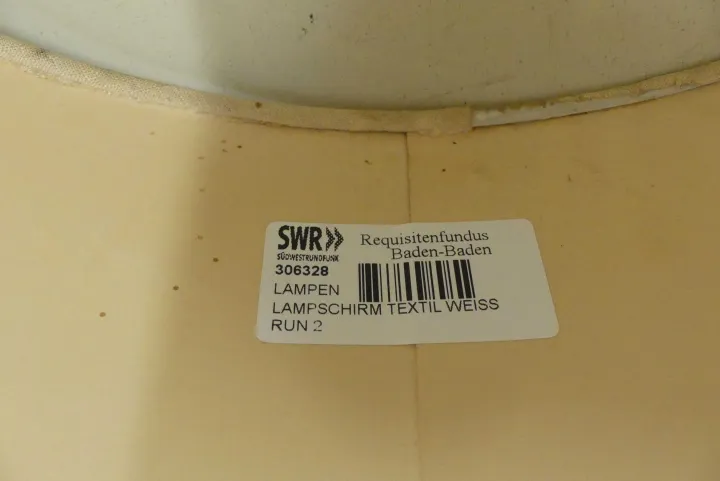 SWR
SÜDWESTRUNDFUNK
Requisitenfundus
Baden-Baden
306328
LAMPEN
LAMPSCHIRM TEXTIL WEISS
RUN 2